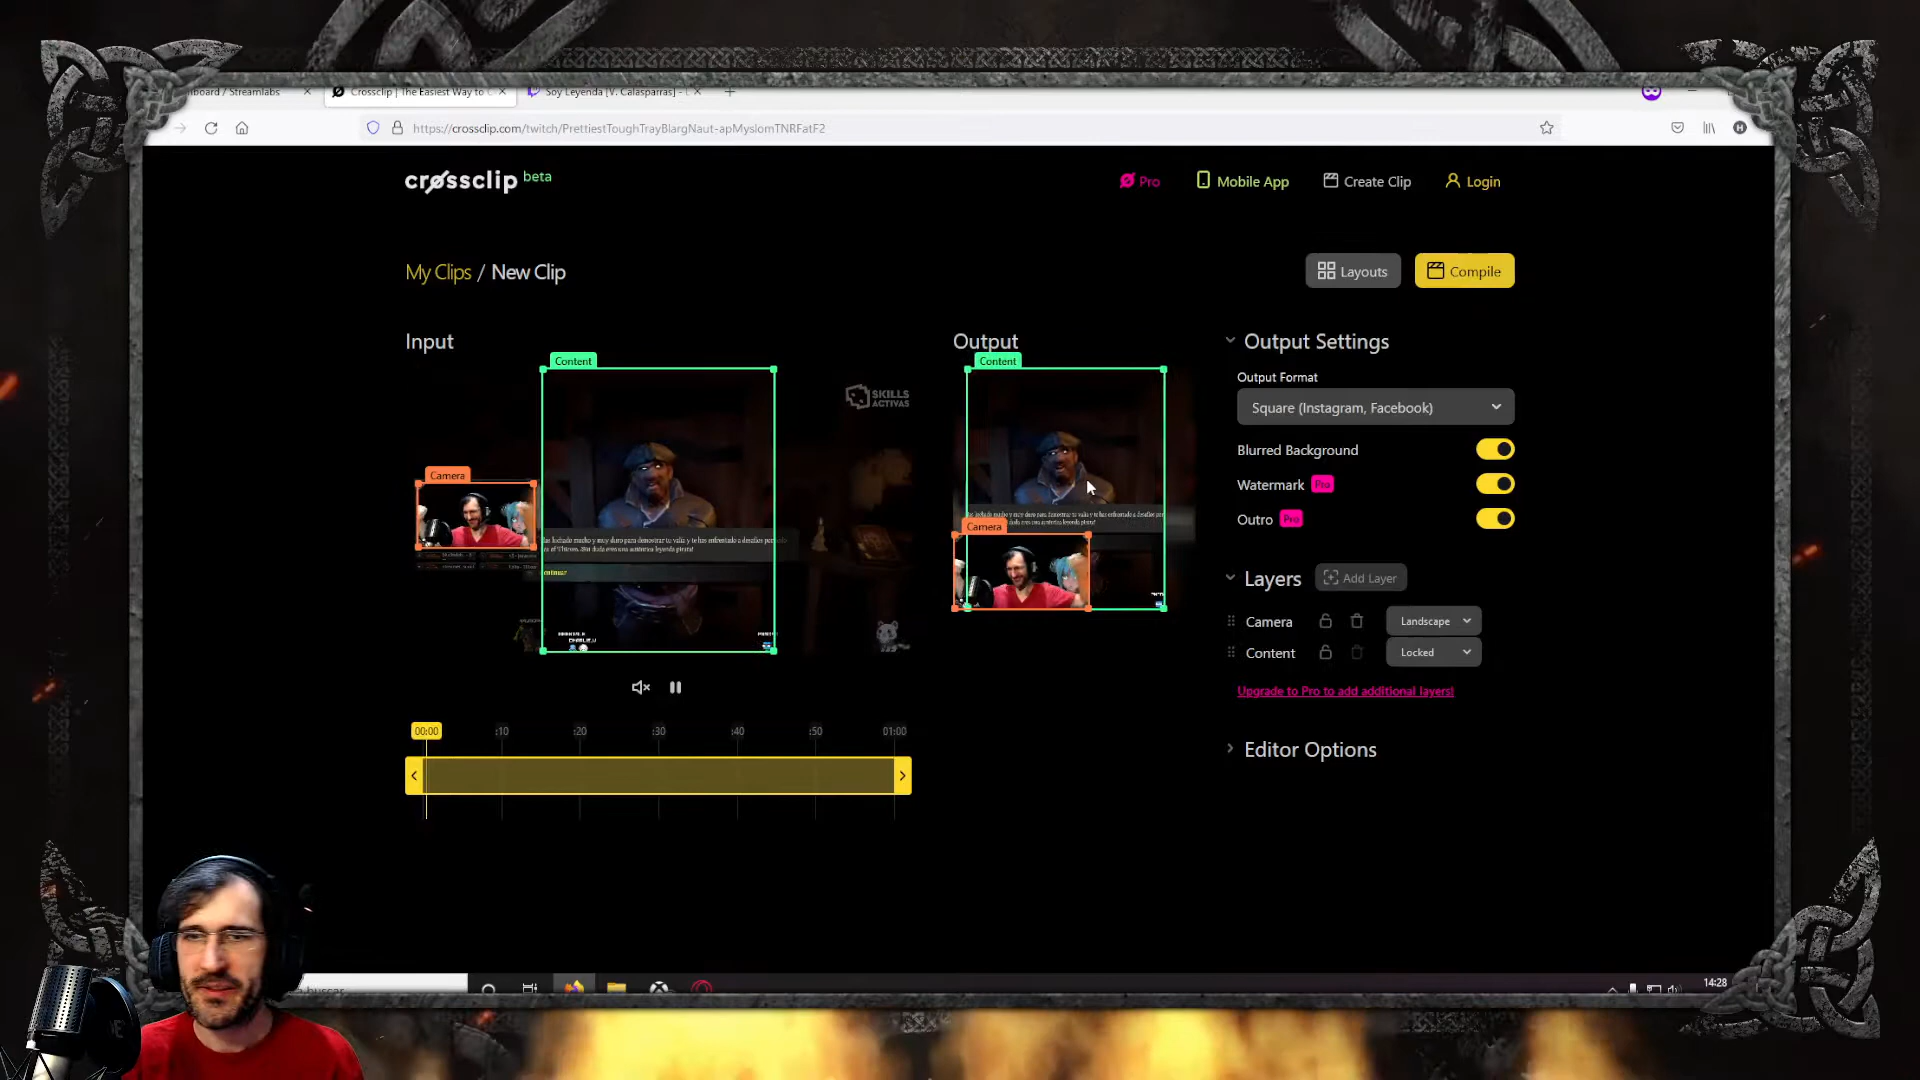 board / Streamlabs
Crossclip | The Easiest Way to C
Soy Leyenda [V. Calasparras] -
https://crossclip.com/twitch/PrettiestToughTrayBlargNaut-apMyslomTNRFatF2
crossclip beta
Pro
Mobile App
Create Clip
Login
My Clips / New Clip
Layouts
Compile
Input
Output
Output Settings
Content
Content
Output Format
Square (Instagram, Facebook)
SKILLS
ACTIVAS
Blurred Background
Camera
Watermark Pro
Outro Pro
Camera
Layers
Add Layer
Camera
Landscape
Content
Locked
Upgrade to Pro to add additional layers!
00:00
:10
:20
:30
:40
:50
01:00
Editor Options
buscar
14:28